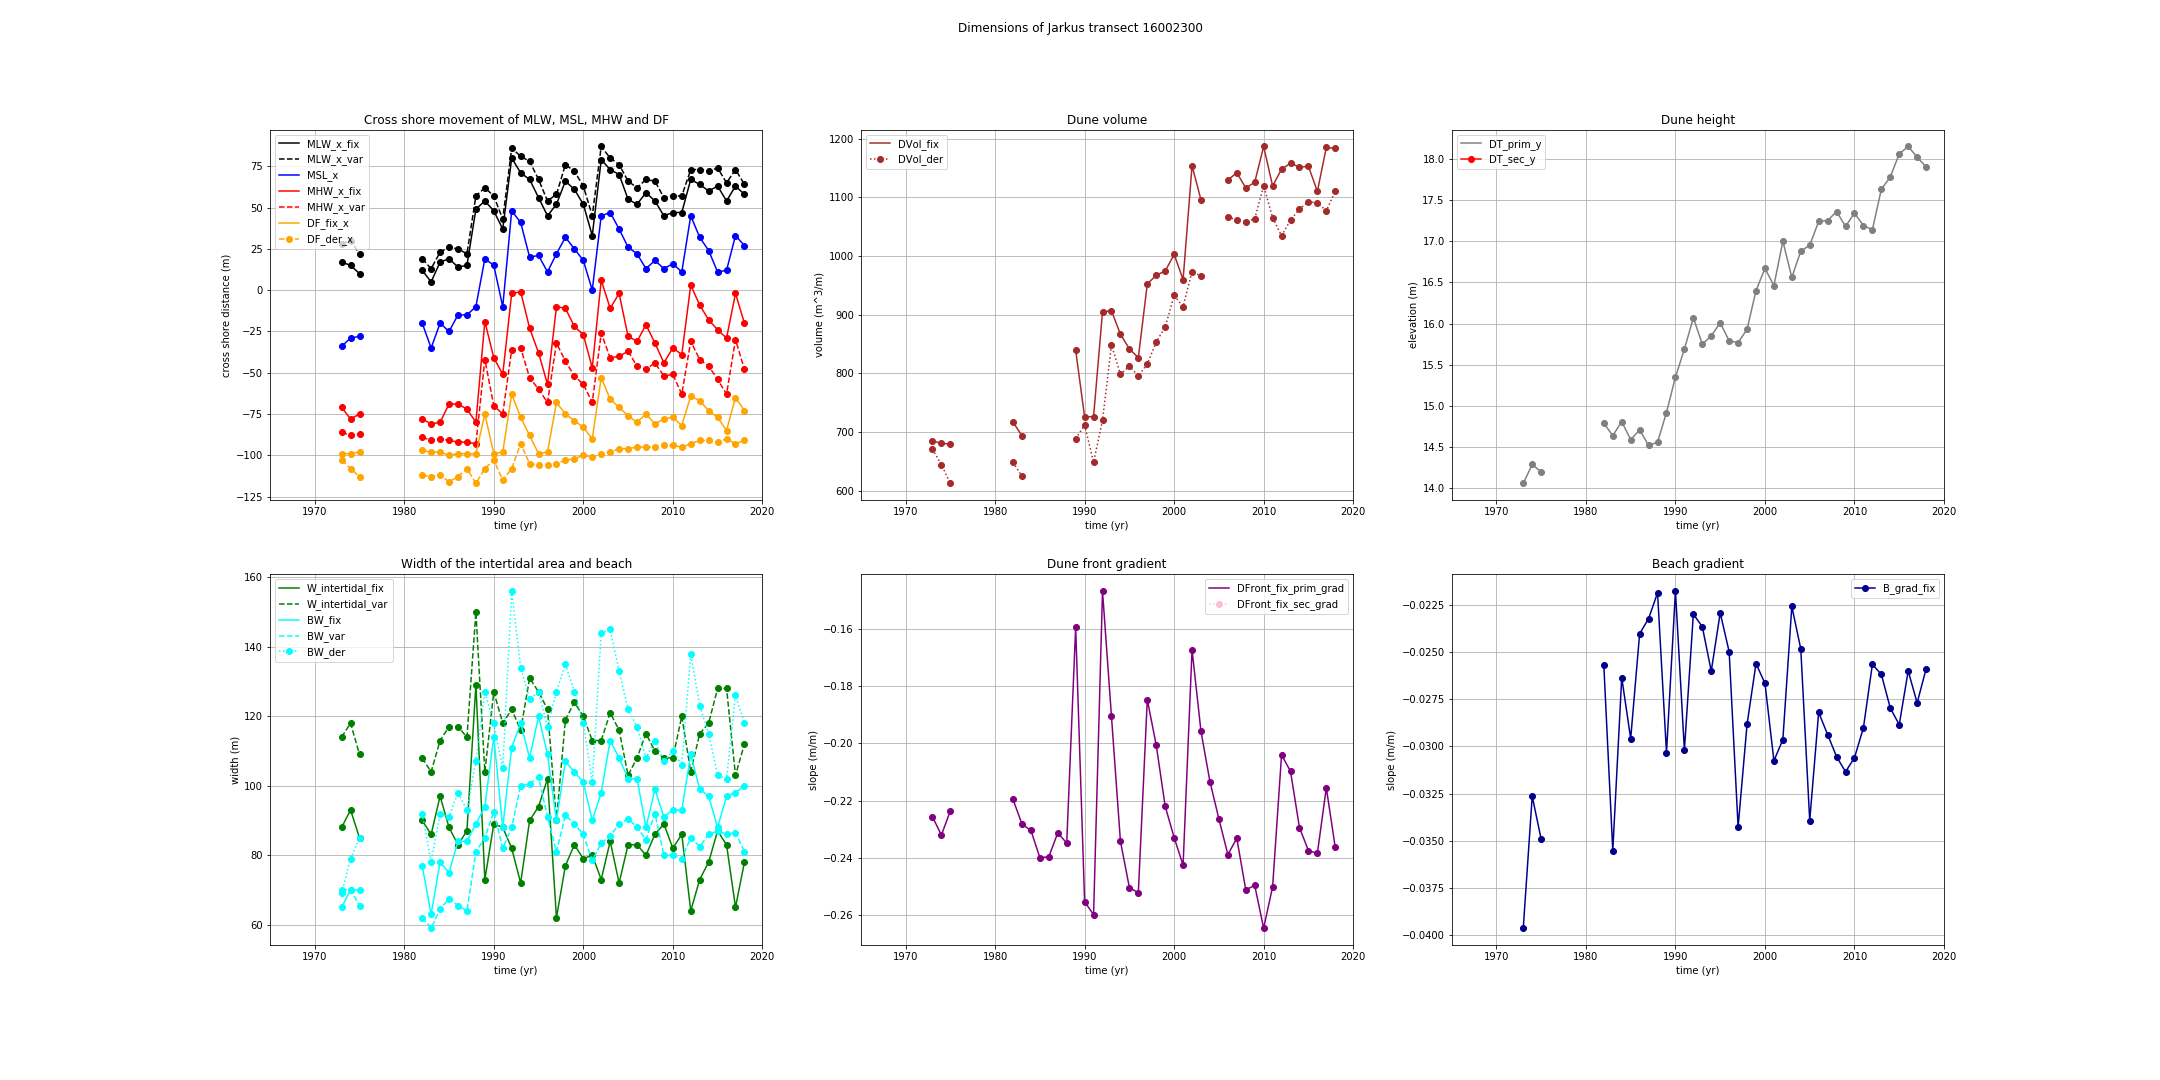 Dimensions of Jarkus transect 16002300
Cross shore movement of MLW, MSL, MHW and DF
MLW_x_fix
MLW_x_var
MSL_x
MHW_x_fix
MHW_x_var
DF_fix_x
DF_der_x
cross shore distance (m)
75
50
25
0
−25
−50
−75
−100
−125
1970
1980
1990
2000
2010
2020
time (yr)
Dune volume
DVol_fix
DVol_der
volume (m^3/m)
1200
1100
1000
900
800
700
600
1970
1980
1990
2000
2010
2020
time (yr)
Dune height
DT_prim_y
DT_sec_y
elevation (m)
18.0
17.5
17.0
16.5
16.0
15.5
15.0
14.5
14.0
1970
1980
1990
2000
2010
2020
time (yr)
Width of the intertidal area and beach
W_intertidal_fix
W_intertidal_var
BW_fix
BW_var
BW_der
width (m)
160
140
120
100
80
60
1970
1980
1990
2000
2010
2020
time (yr)
Dune front gradient
DFront_fix_prim_grad
DFront_fix_sec_grad
slope (m/m)
−0.16
−0.18
−0.20
−0.22
−0.24
−0.26
1970
1980
1990
2000
2010
2020
time (yr)
Beach gradient
B_grad_fix
slope (m/m)
−0.0225
−0.0250
−0.0275
−0.0300
−0.0325
−0.0350
−0.0375
−0.0400
1970
1980
1990
2000
2010
2020
time (yr)